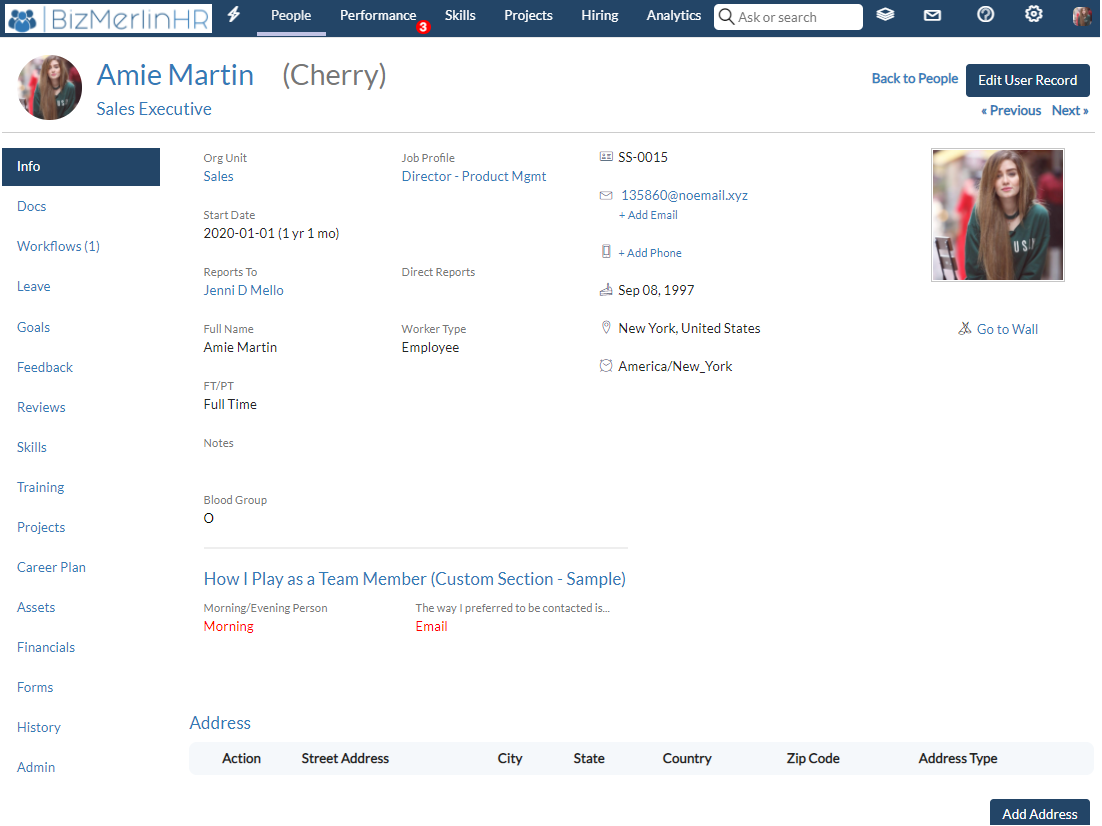 BizMerlinHR
People
Performance
3
Skills
Projects
Hiring
Analytics
Ask or search
Amie Martin (Cherry)
Sales Executive
Back to People
Edit User Record
« Previous Next »
Info
Docs
Workflows (1)
Leave
Goals
Feedback
Reviews
Skills
Training
Projects
Career Plan
Assets
Financials
Forms
History
Admin
Org Unit
Sales
Job Profile
Director - Product Mgmt
Start Date
2020-01-01 (1 yr 1 mo)
Reports To
Jenni D Mello
Direct Reports
Full Name
Amie Martin
Worker Type
Employee
FT/PT
Full Time
Notes
Blood Group
O
SS-0015
135860@noemail.xyz
+ Add Email
+ Add Phone
Sep 08, 1997
New York, United States
America/New_York
US
Go to Wall
How I Play as a Team Member (Custom Section - Sample)
Morning/Evening Person
Morning
The way I preferred to be contacted is...
Email
Address
Action Street Address City State Country Zip Code Address Type
Add Address